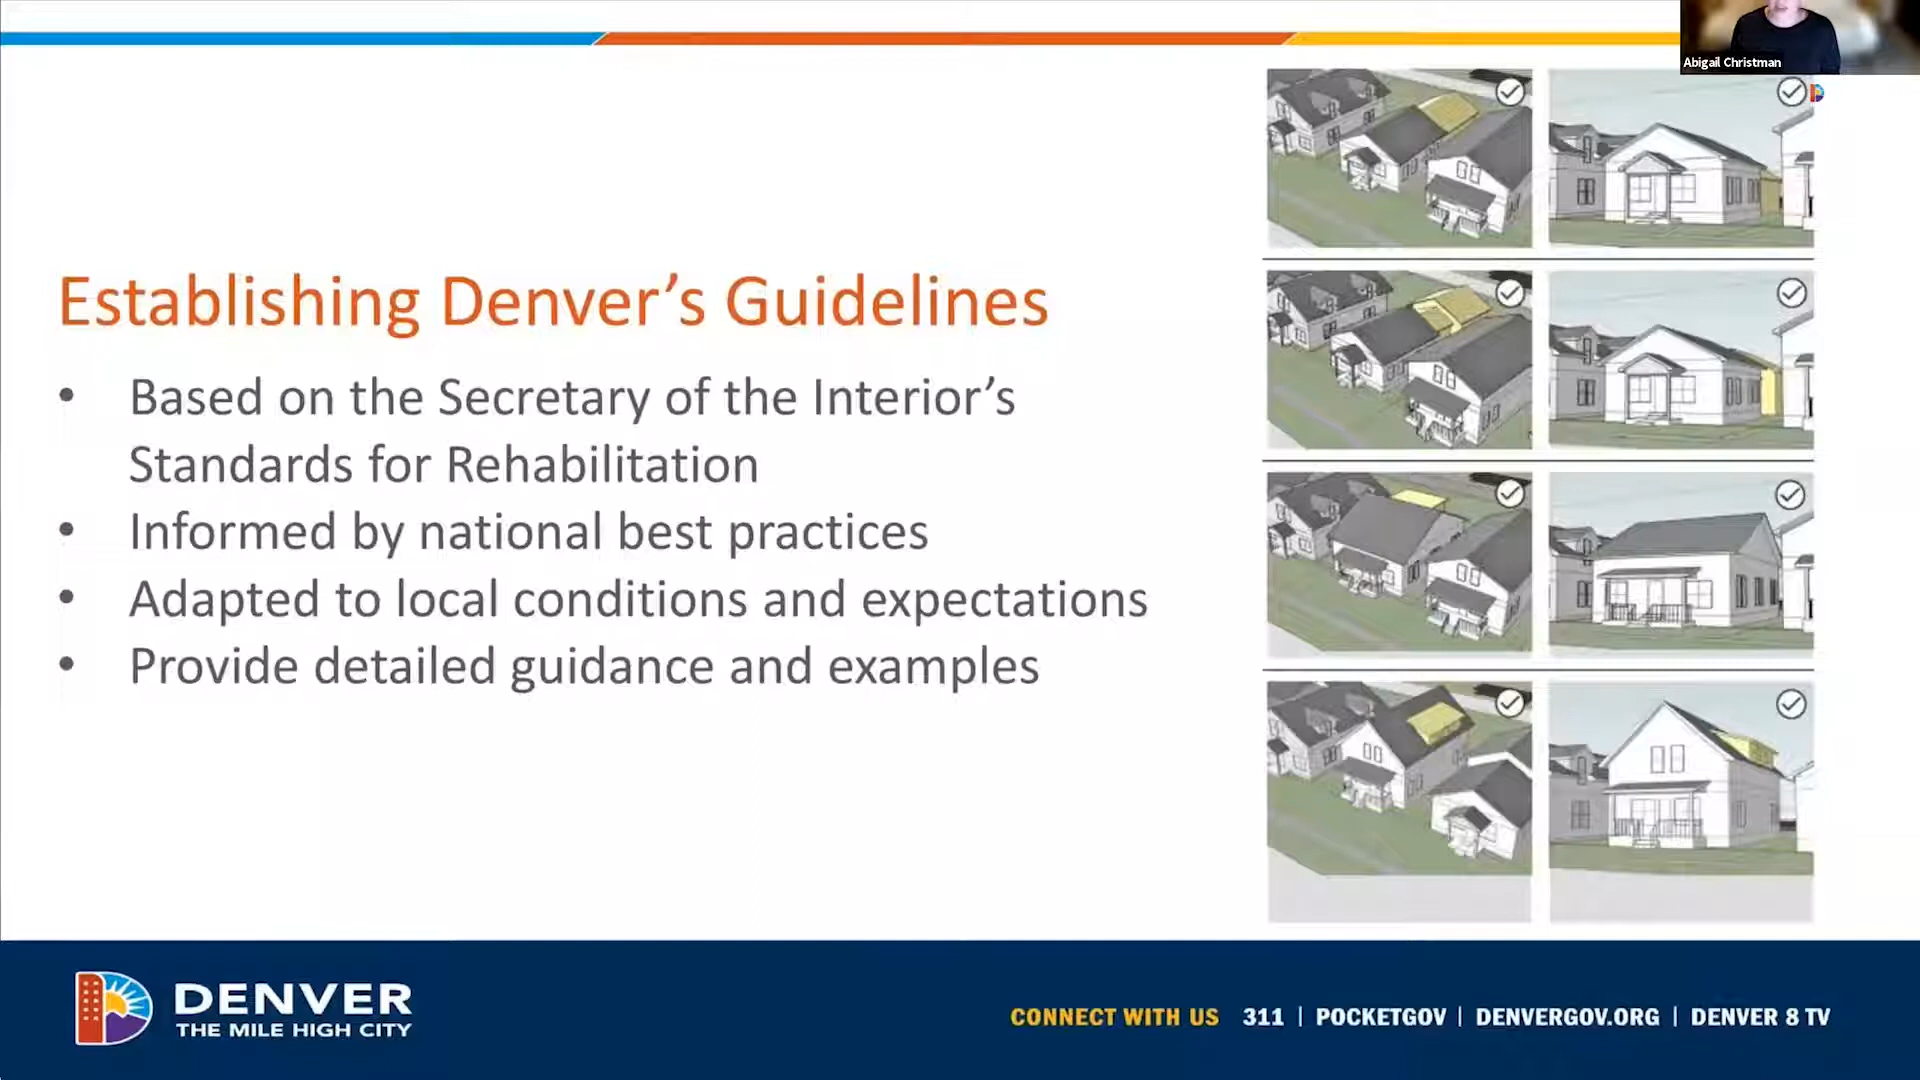 Abigail Christman
Establishing Denver’s Guidelines
• Based on the Secretary of the Interior’s
Standards for Rehabilitation
• Informed by national best practices
• Adapted to local conditions and expectations
• Provide detailed guidance and examples
DENVER
THE MILE HIGH CITY
CONNECT WITH US 311 | POCKETGOV | DENVERGOV.ORG | DENVER 8 TV